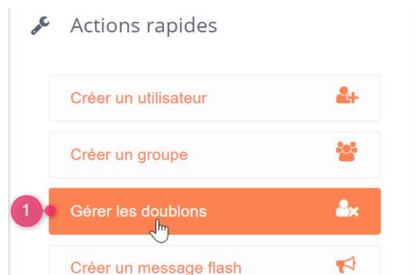 Actions rapides
Créer un utilisateur
Créer un groupe
1
Gérer les doublons
Créer un message flash